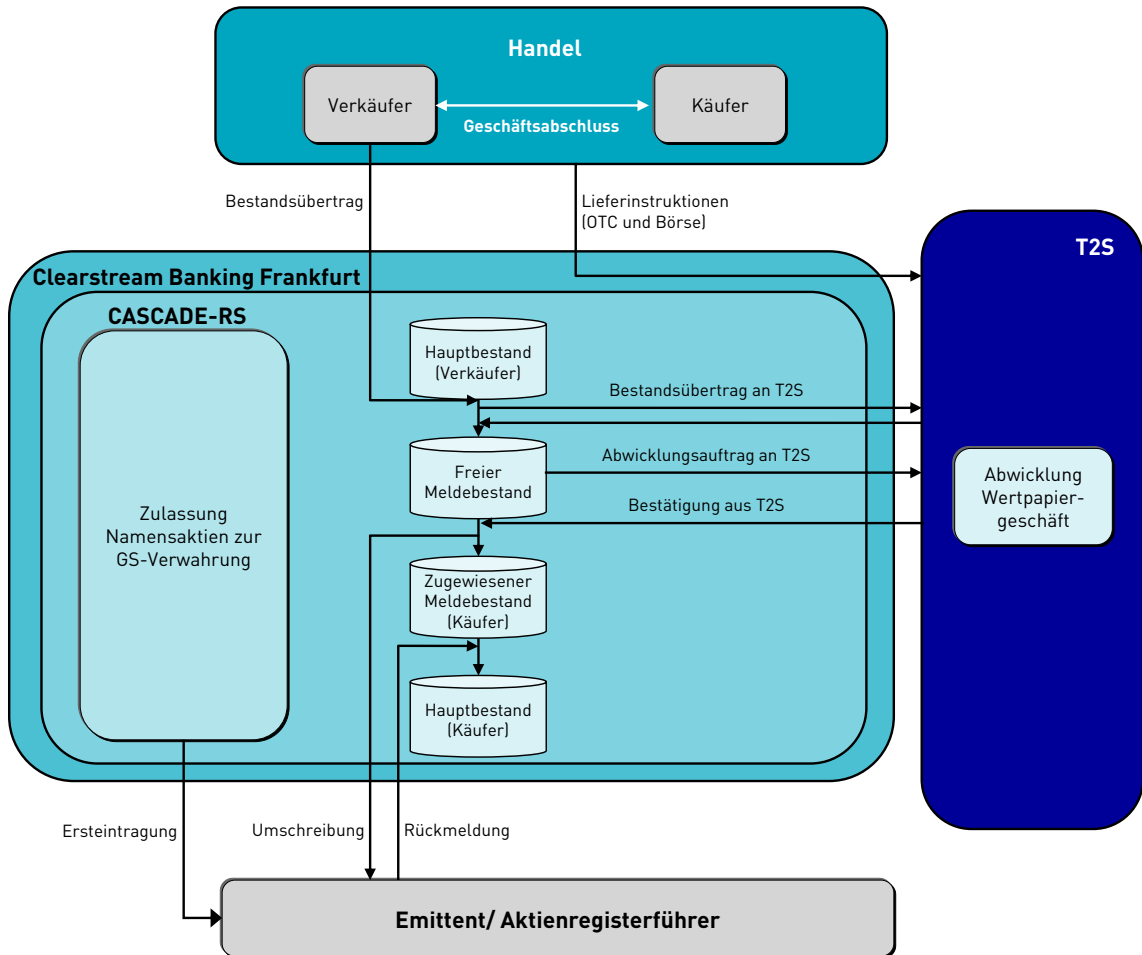 Handel
Verkäufer
Käufer
Geschäftsabschluss
Bestandsübertrag
Lieferinstruktionen
(OTC und Börse)
T2S
Clearstream Banking Frankfurt
CASCADE-RS
Hauptbestand
(Verkäufer)
Bestandsübertrag an T2S
Freier
Meldebestand
Abwicklungsauftrag an T2S
Abwicklung
Wertpapier-
geschäft
Bestätigung aus T2S
Zulassung
Namensaktien zur
GS-Verwahrung
Zugewiesener
Meldebestand
(Käufer)
Hauptbestand
(Käufer)
Ersteintragung
Umschreibung
Rückmeldung
Emittent/ Aktienregisterführer